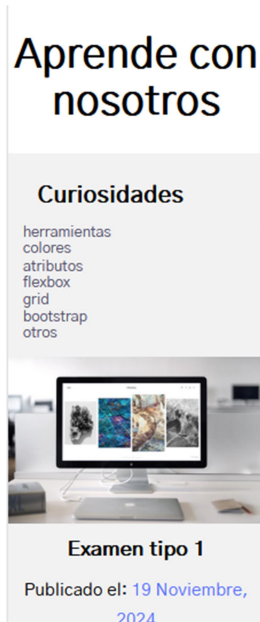 Aprende con
nosotros
Curiosidades
herramientas
colores
atributos
flexbox
grid
bootstrap
otros
Examen tipo 1
Publicado el: 19 Noviembre,
2024